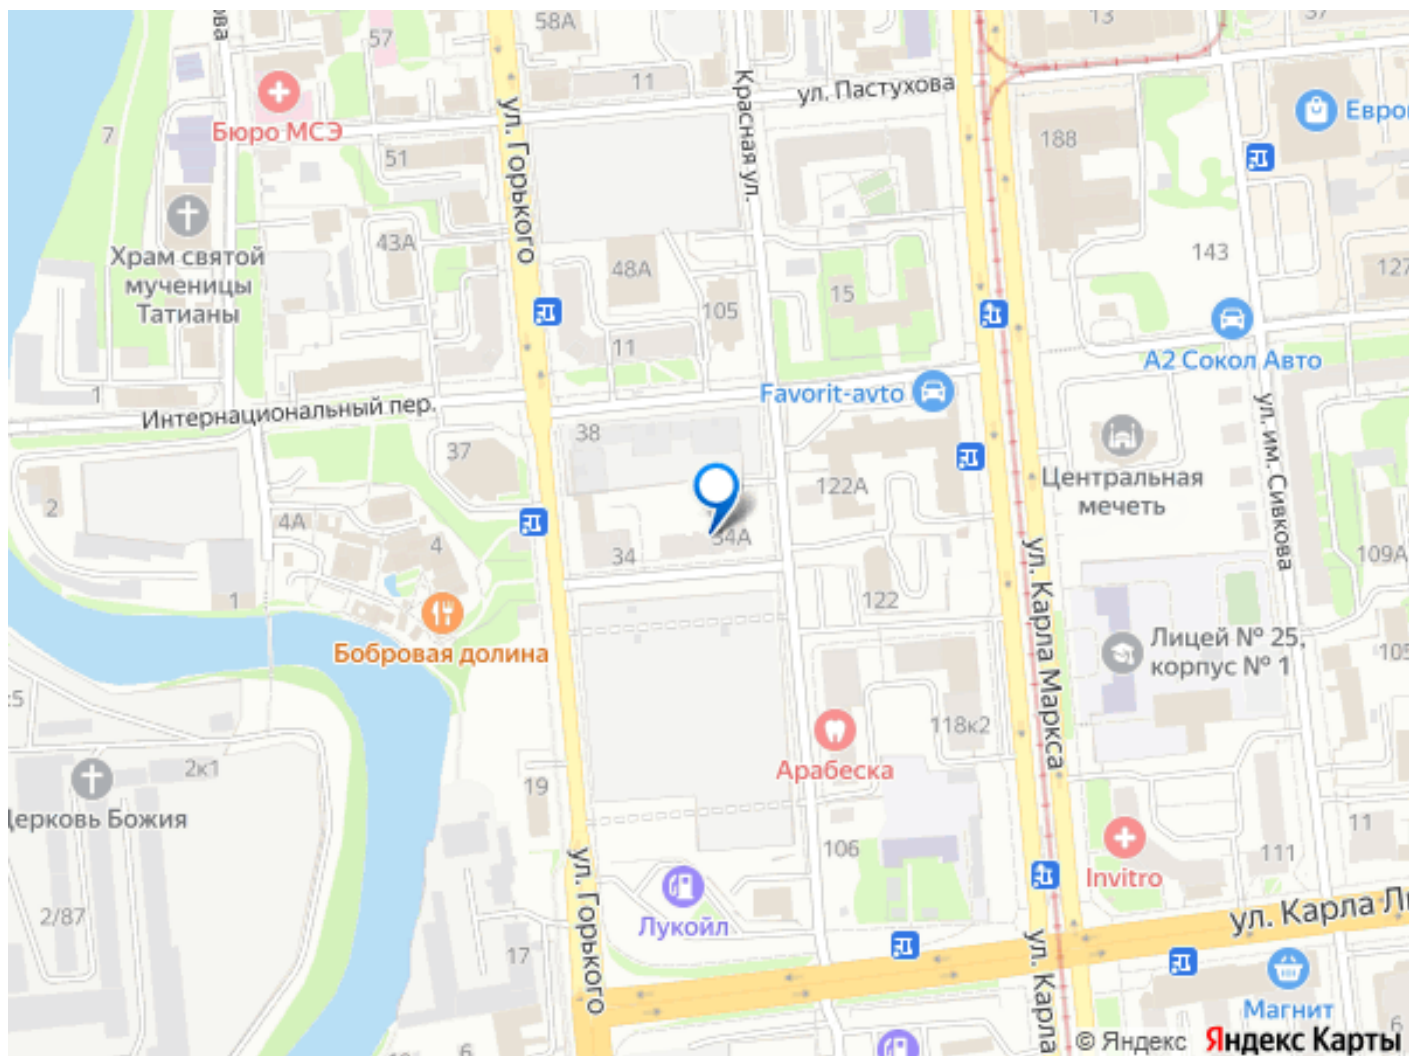 ова
57
58А
11
ул. Пастухова
13
37
Бюро МСЭ
ул. Горького
Красная ул.
188
Евро
7
51
Храм святой
мученицы
Татианы
43А
48А
105
15
143
127
11
А2 Сокол Авто
1
Интернациональный пер.
Favorit-avto
ул. им. Сивкова
38
37
Центральная
мечеть
122А
2
4А
4
34
34А
109А
1
122
ул. Карла Маркса
Бобровая долина
Лицей № 25,
корпус № 1
105
:5
118к2
2к1
Арабеска
19
Церковь Божия
106
11
111
Invitro
ул. Горького
Лукойл
2/87
ул. Карла Ли
17
ул. Карла
Магнит
6
© Яндекс Яндекс Карты